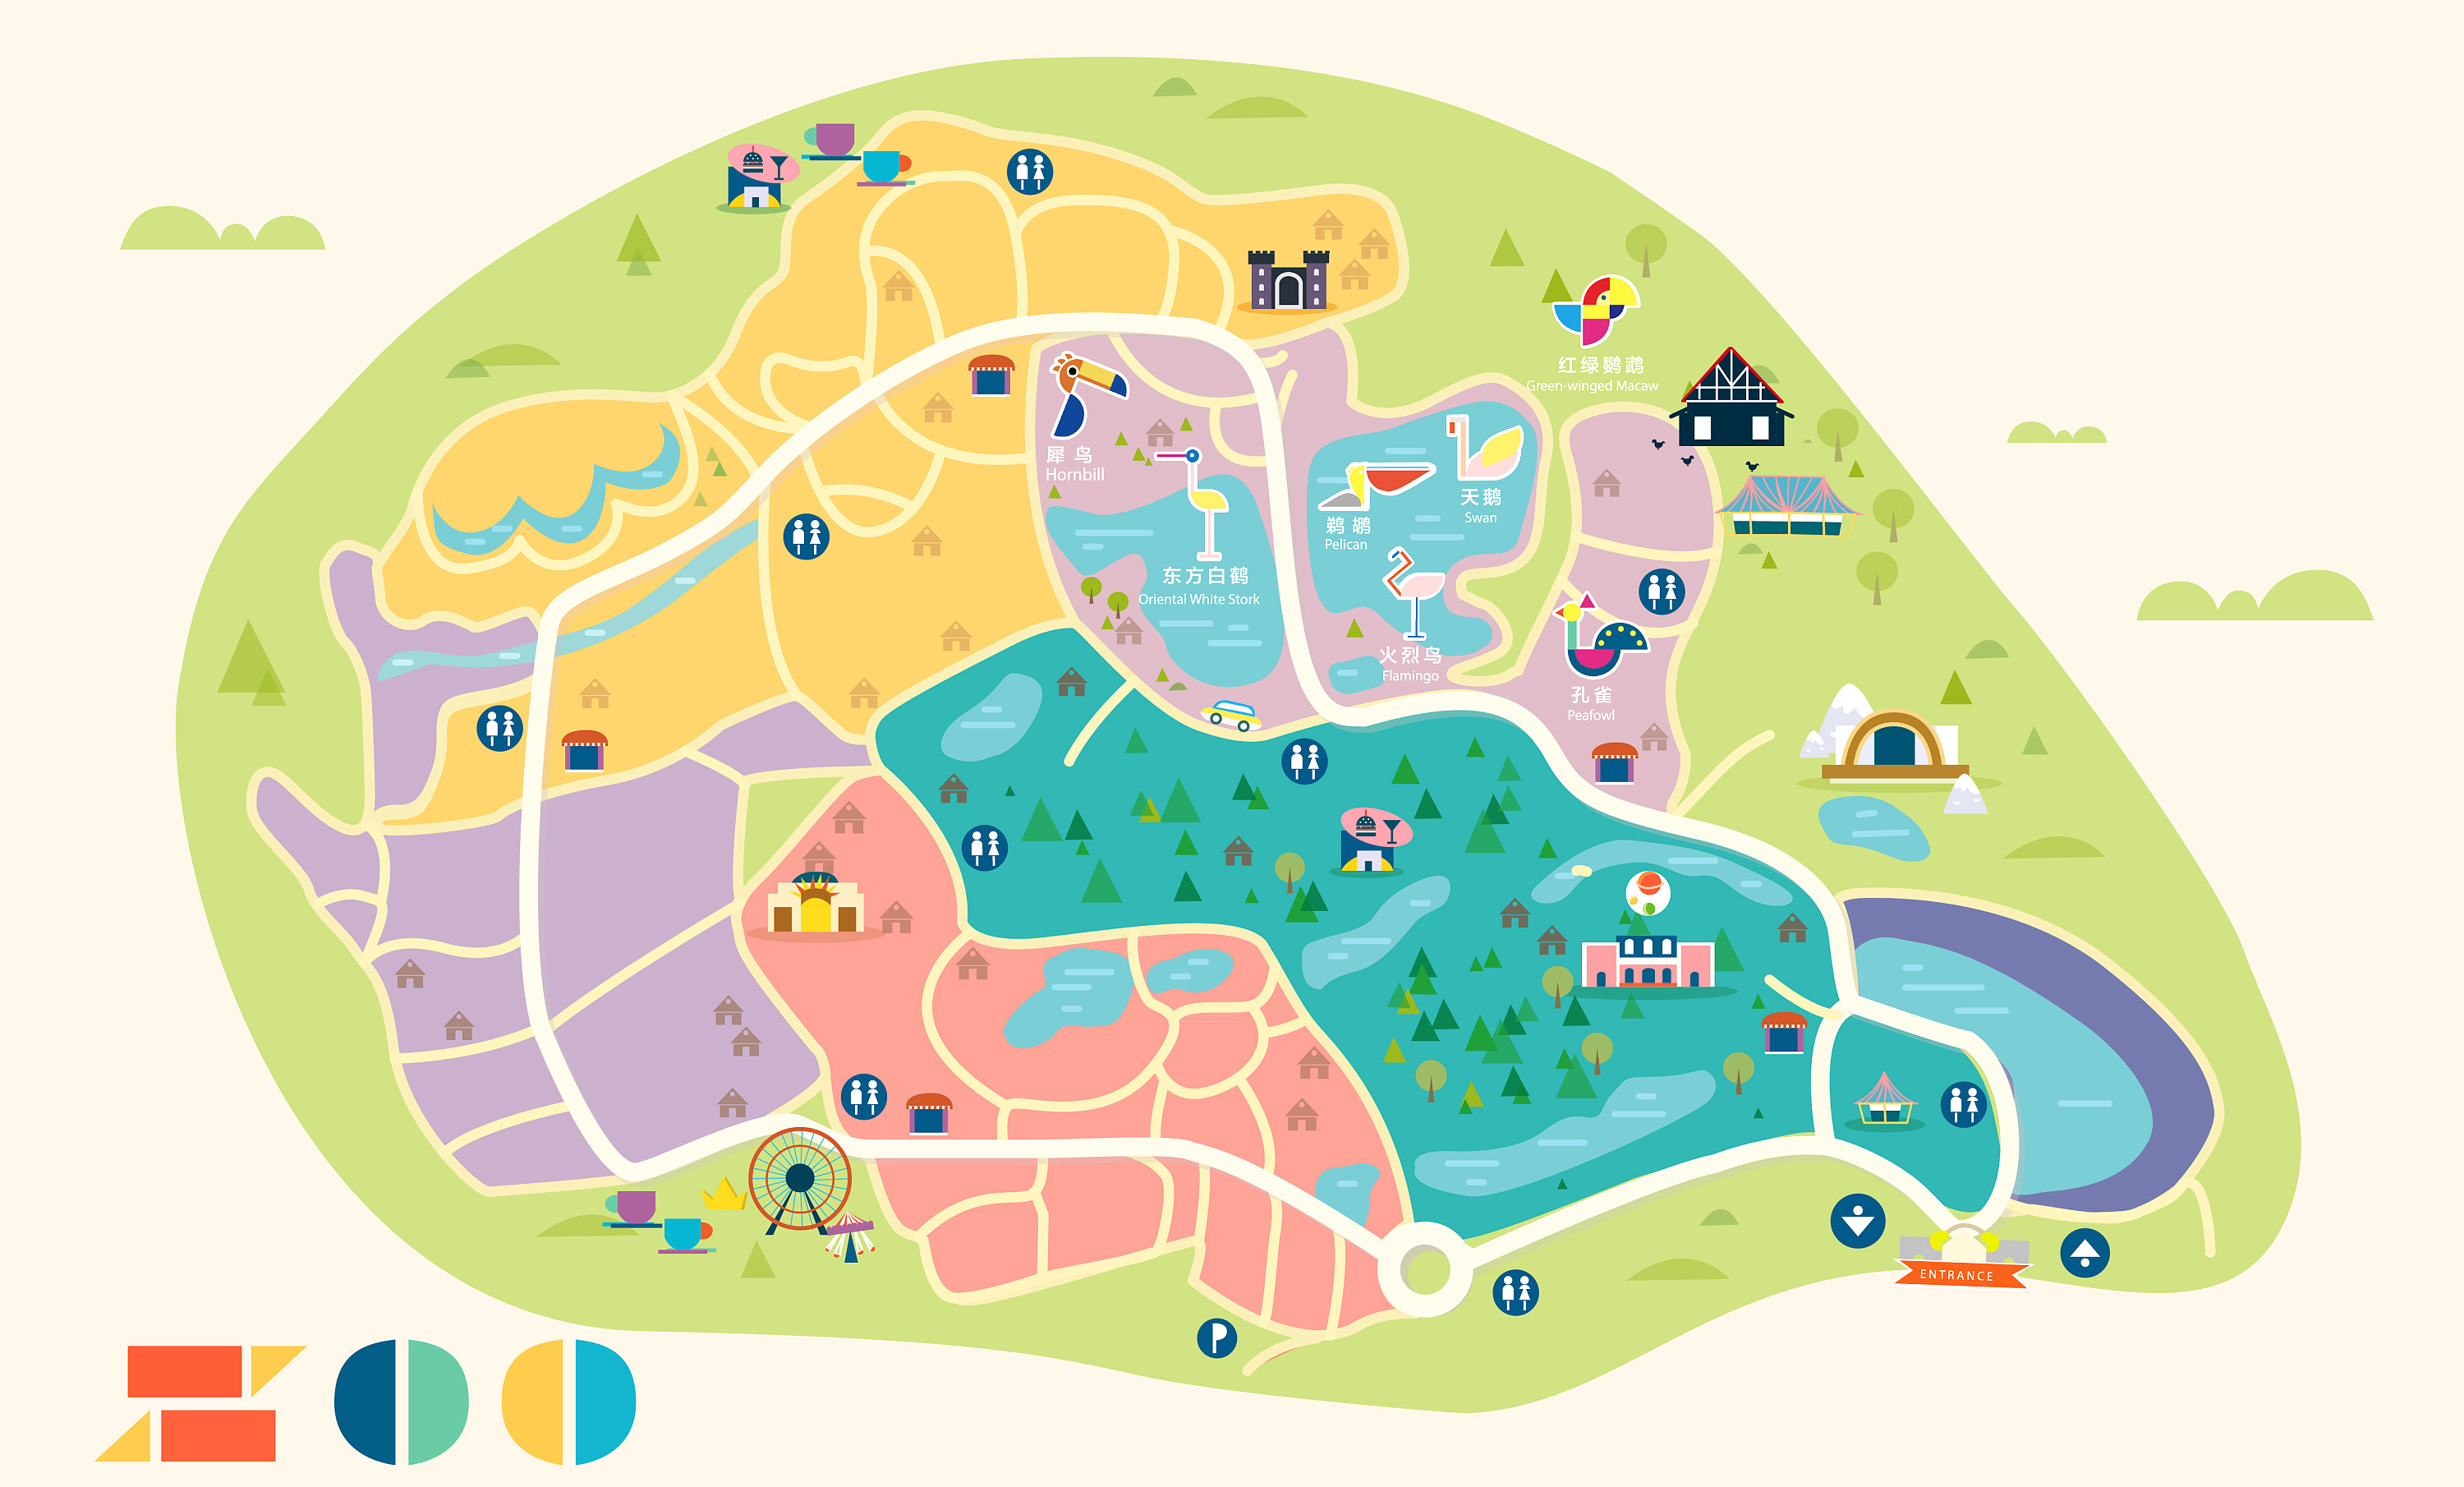 红绿鹦鹉
Green-winged Macaw
犀鸟
Hornbill
天鹅
Swan
鹈鹕
Pelican
东方白鹤
Oriental White Stork
火烈鸟
Flamingo
孔雀
Peafowl
ENTRANCE
P
ZOO